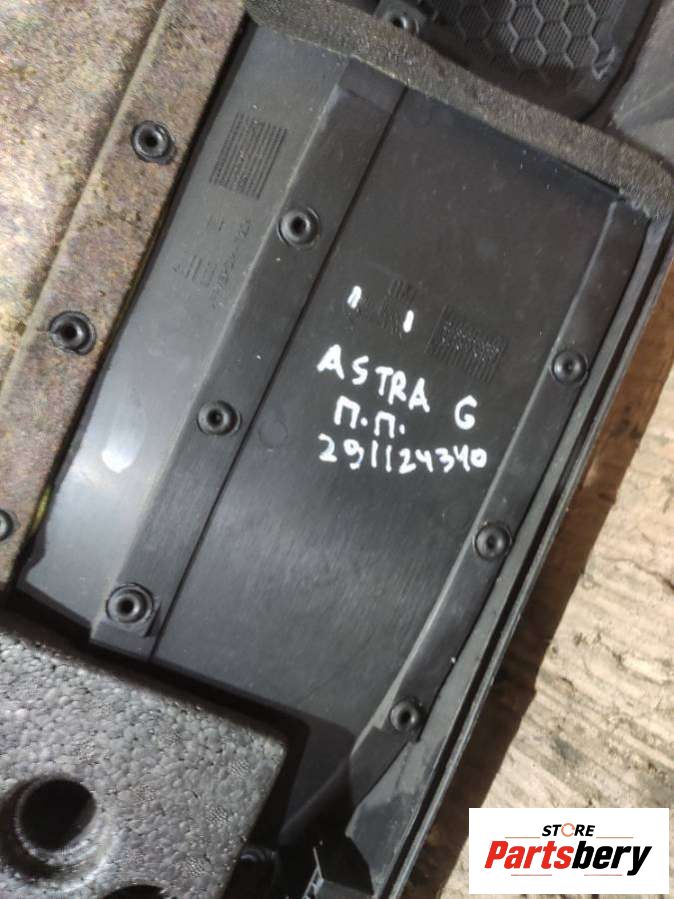 ASTRA G
П.П.
291124340
STORE
Partsbery